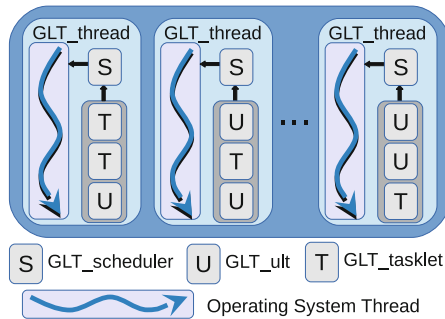 GLT_thread GLT_thread GLT_thread
S S S
T U U
T T U
U U T
S GLT_scheduler U GLT_ult T GLT_tasklet
Operating System Thread